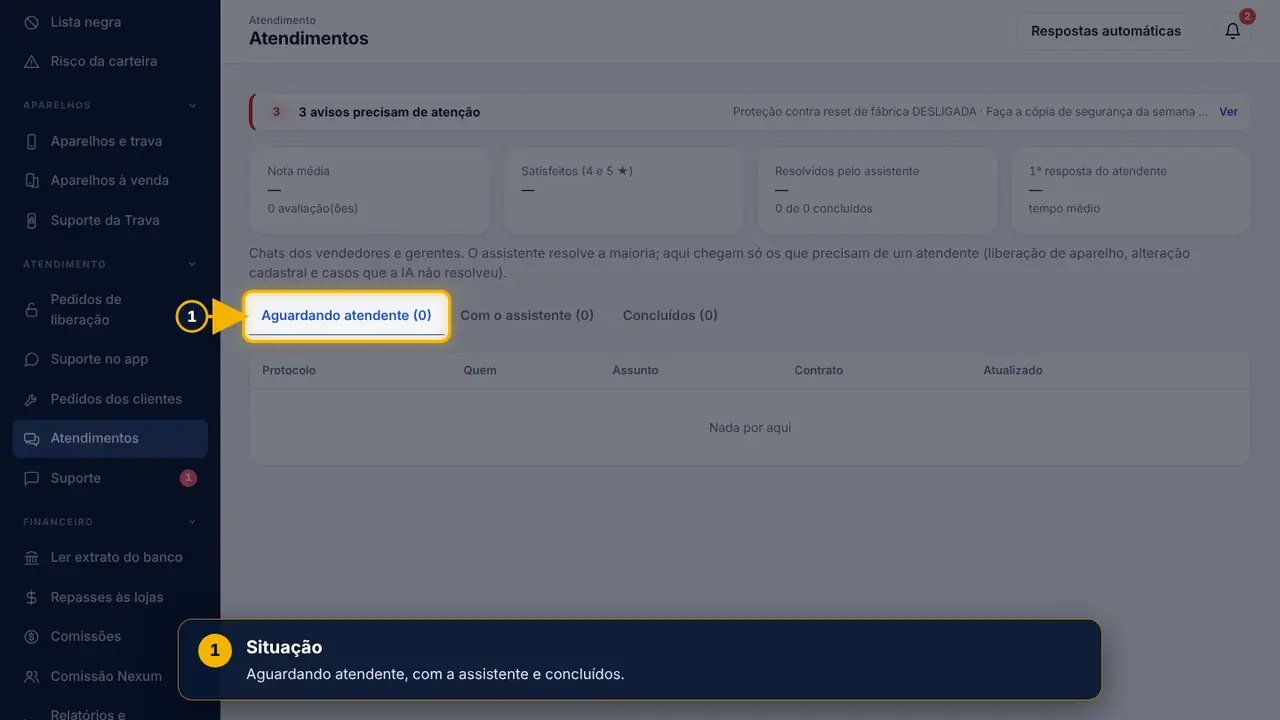 Lista negra
Risco da carteira
APARELHOS
Aparelhos e trava
Aparelhos à venda
Suporte da Trava
ATENDIMENTO
Pedidos de
liberação
Suporte no app
Pedidos dos clientes
Atendimentos
Suporte
1
FINANCEIRO
Ler extrato do banco
Repasses às lojas
Comissões
Comissão Nexum
Relatórios e
Atendimento
Atendimentos
Respostas automáticas
2
3
3 avisos precisam de atenção
Proteção contra reset de fábrica DESLIGADA · Faça a cópia de segurança da semana ...
Ver
Nota média
—
0 avaliação(ões)
Satisfeitos (4 e 5 ★)
—
Resolvidos pelo assistente
—
0 de 0 concluídos
1ª resposta do atendente
—
tempo médio
Chats dos vendedores e gerentes. O assistente resolve a maioria; aqui chegam só os que precisam de um atendente (liberação de aparelho, alteração
cadastral e casos que a IA não resolveu).
1
Aguardando atendente (0)
Com o assistente (0)
Concluídos (0)
Protocolo
Quem
Assunto
Contrato
Atualizado
Nada por aqui
1
Situação
Aguardando atendente, com a assistente e concluídos.